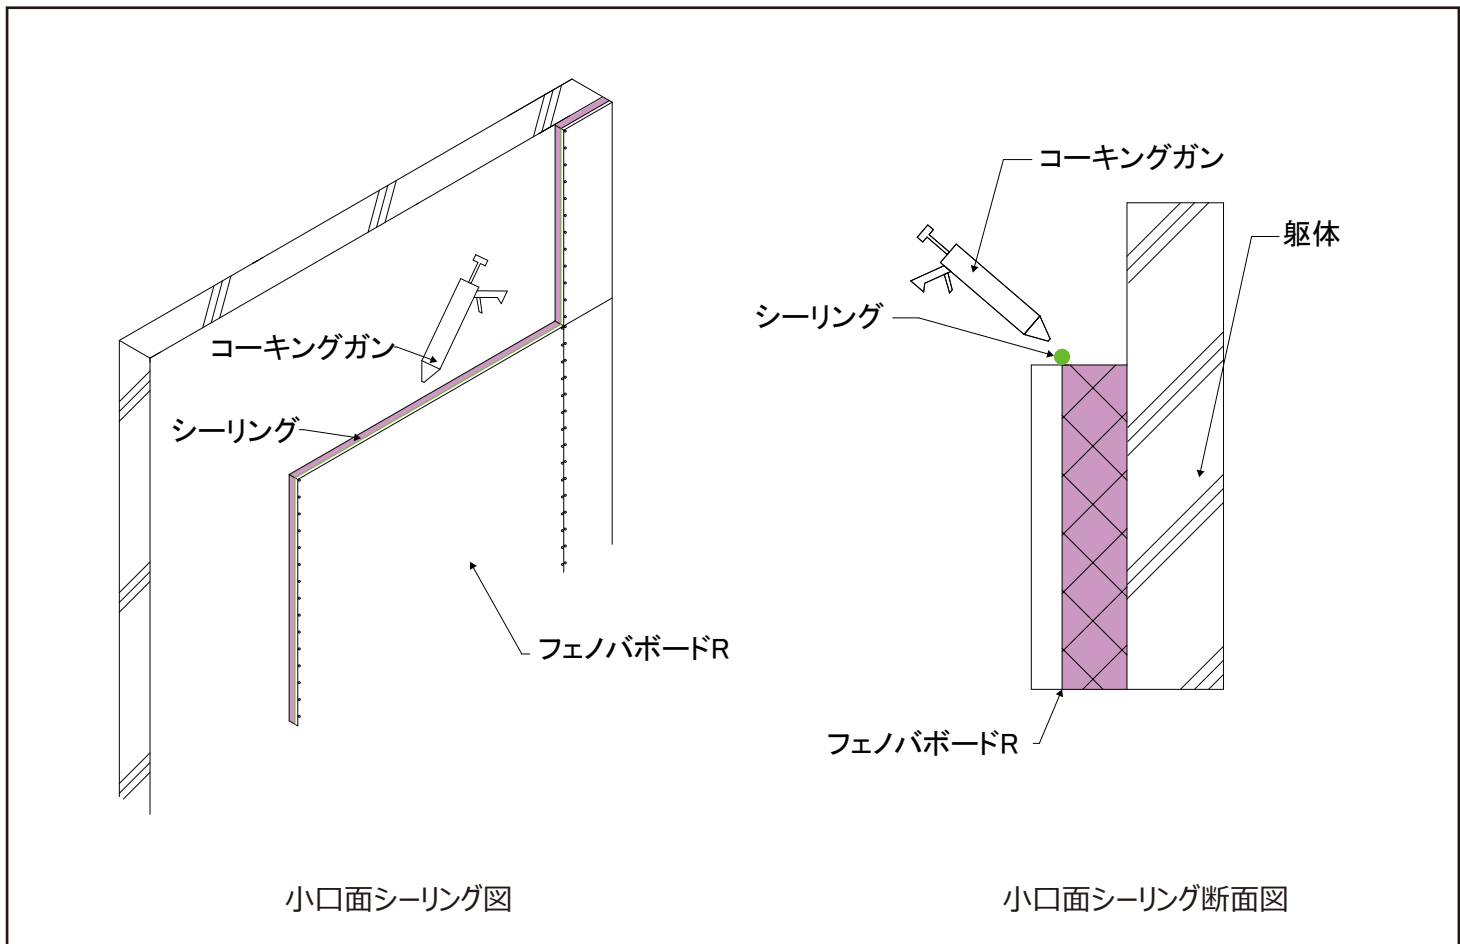 コーキングガン
シーリング
フェノバボードR
小口面シーリング図
コーキングガン
躯体
シーリング
フェノバボードR
小口面シーリング断面図